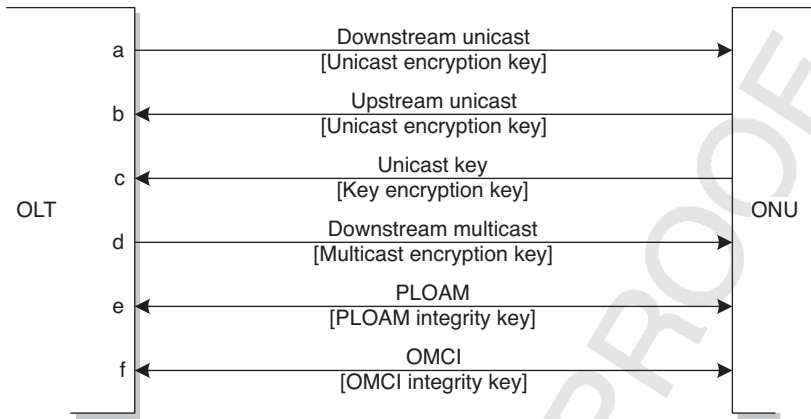 a
Downstream unicast
[Unicast encryption key]
b
Upstream unicast
[Unicast encryption key]
c
Unicast key
[Key encryption key]
OLT
ONU
d
Downstream multicast
[Multicast encryption key]
e
PLOAM
[PLOAM integrity key]
f
OMCI
[OMCI integrity key]
PROOF